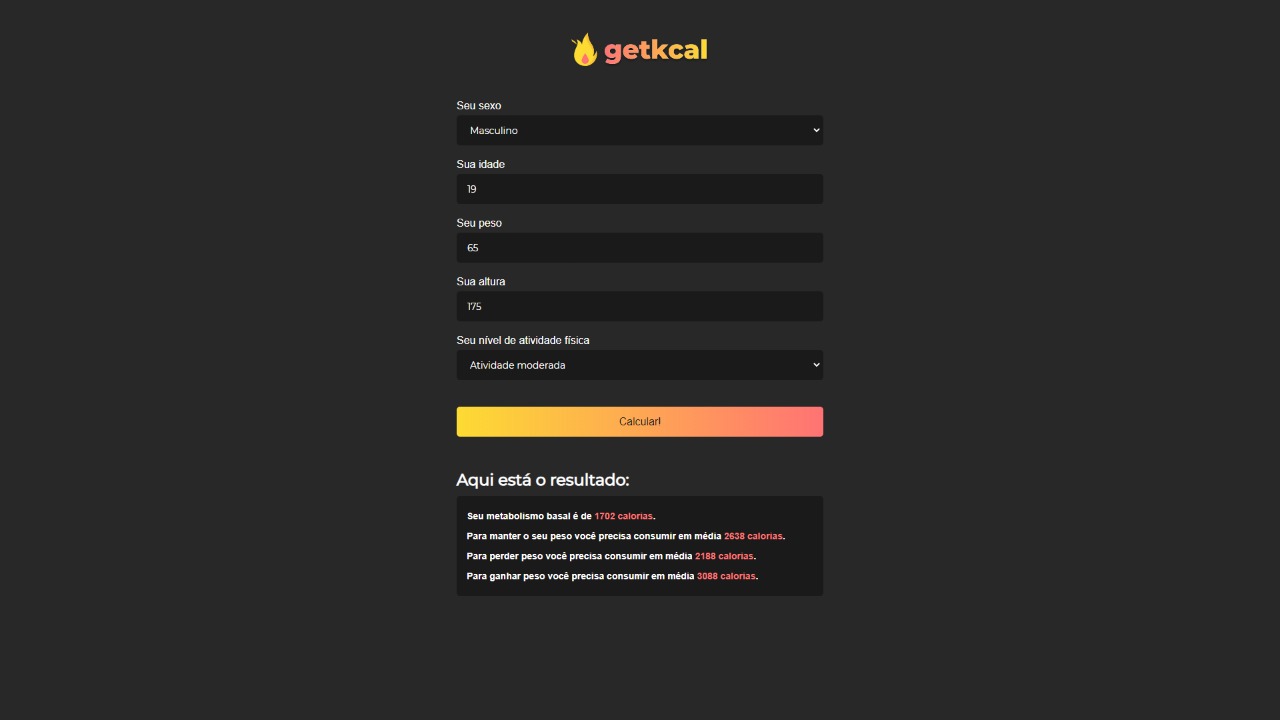 getkcal
Seu sexo
Masculino
Sua idade
19
Seu peso
65
Sua altura
175
Seu nível de atividade física
Atividade moderada
Calcular!
Aqui está o resultado:
Seu metabolismo basal é de 1702 calorias.
Para manter o seu peso você precisa consumir em média 2638 calorias.
Para perder peso você precisa consumir em média 2188 calorias.
Para ganhar peso você precisa consumir em média 3088 calorias.